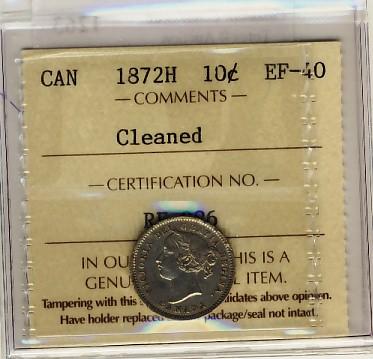 CAN 1872H 10¢ EF-40
— COMMENTS —
Cleaned
— CERTIFICATION NO. —
IN OU HIS IS A
GENU L ITEM.
Tampering with this idates above opinion.
Have holder replaced package/seal not intact.
CANADA